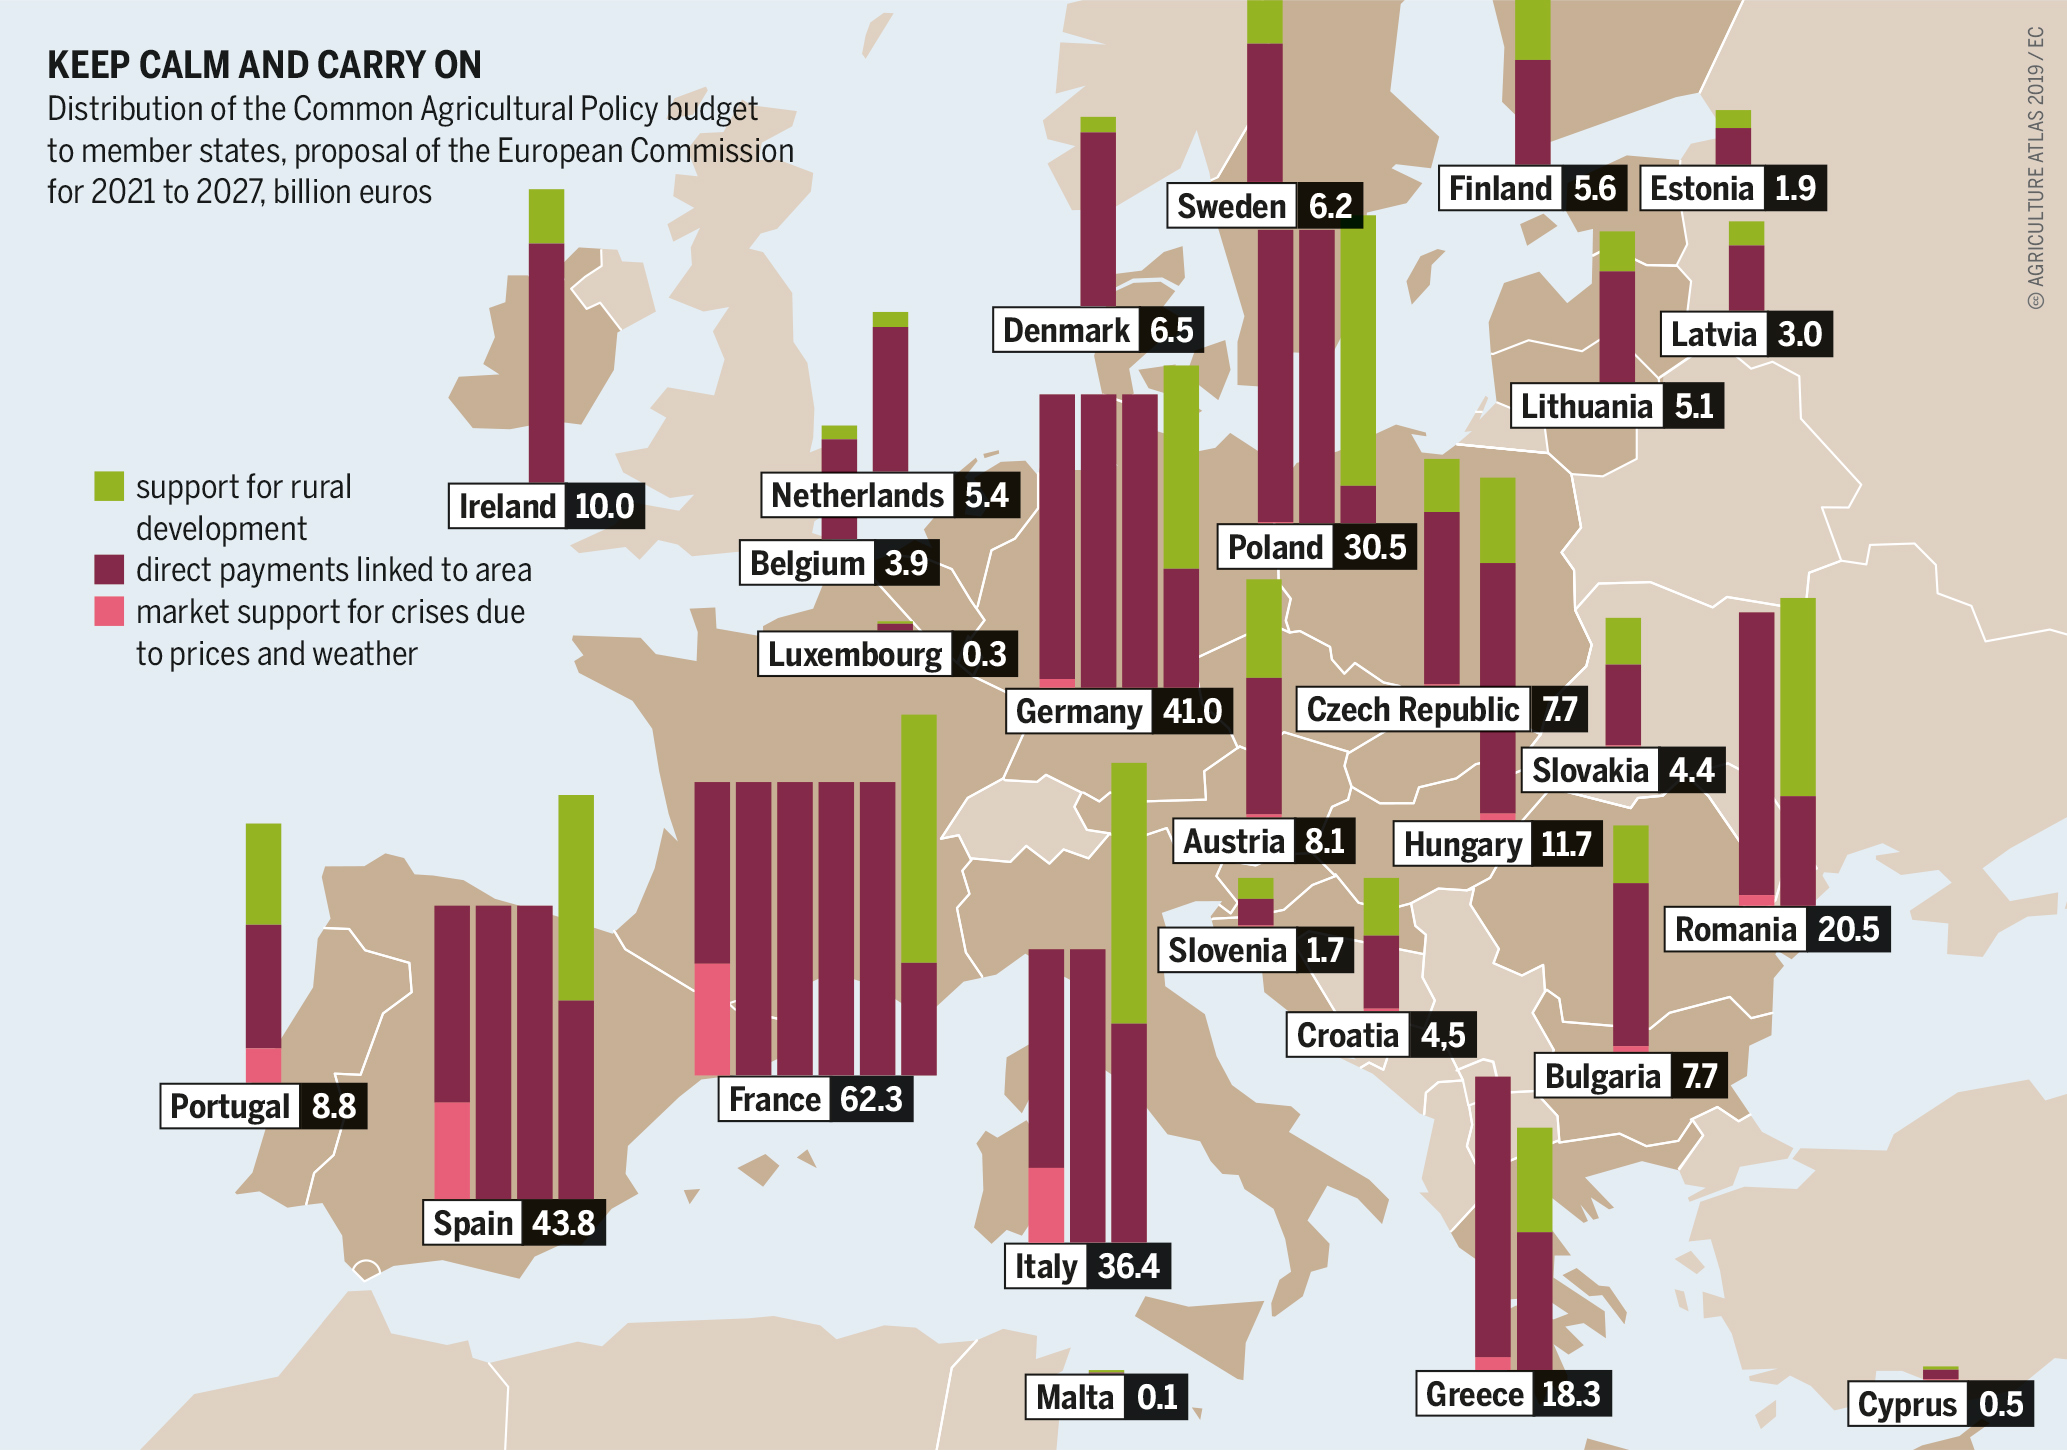 KEEP CALM AND CARRY ON
Distribution of the Common Agricultural Policy budget
to member states, proposal of the European Commission
for 2021 to 2027, billion euros
© AGRICULTURE ATLAS 2019 / EC
Finland 5.6
Estonia 1.9
Sweden 6.2
Denmark 6.5
Latvia 3.0
Lithuania 5.1
support for rural
development
direct payments linked to area
market support for crises due
to prices and weather
Ireland 10.0
Netherlands 5.4
Belgium 3.9
Poland 30.5
Luxembourg 0.3
Germany 41.0
Czech Republic 7.7
Slovakia 4.4
Austria 8.1
Hungary 11.7
Romania 20.5
Slovenia 1.7
Croatia 4,5
Bulgaria 7.7
Portugal 8.8
France 62.3
Spain 43.8
Italy 36.4
Malta 0.1
Greece 18.3
Cyprus 0.5